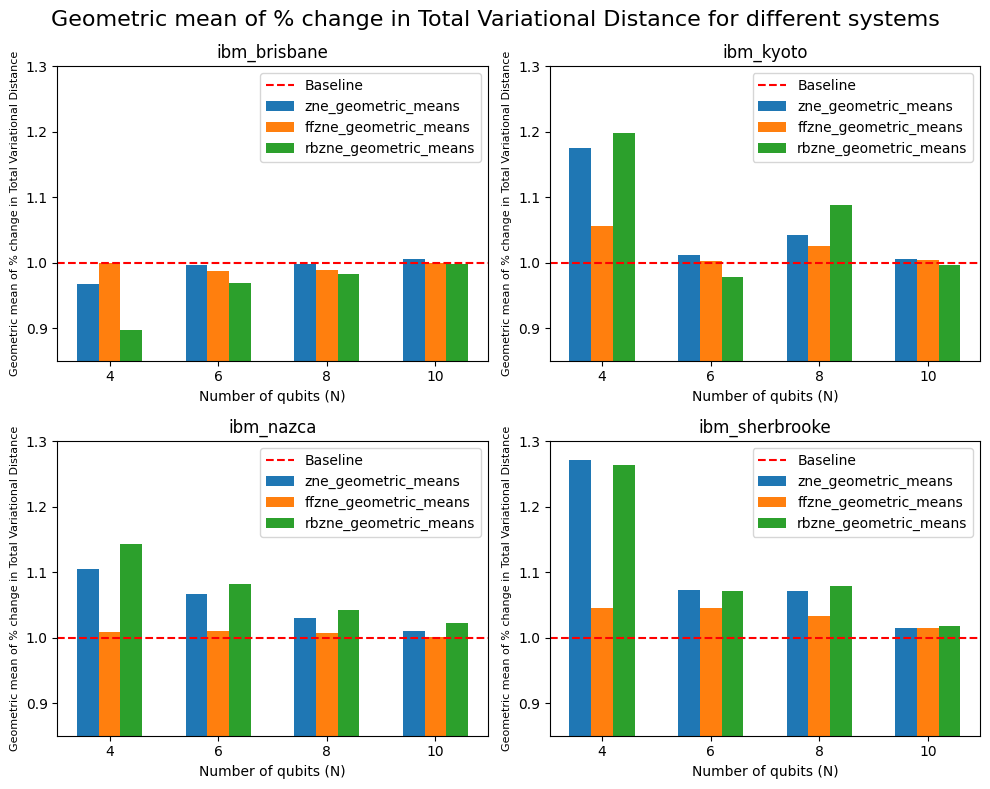 Geometric mean of % change in Total Variational Distance for different systems
ibm_brisbane
Geometric mean of % change in Total Variational Distance
1.3
1.2
1.1
1.0
0.9
Baseline
zne_geometric_means
ffzne_geometric_means
rbzne_geometric_means
4 6 8 10
Number of qubits (N)
ibm_kyoto
Geometric mean of % change in Total Variational Distance
1.3
1.2
1.1
1.0
0.9
Baseline
zne_geometric_means
ffzne_geometric_means
rbzne_geometric_means
4 6 8 10
Number of qubits (N)
ibm_nazca
Geometric mean of % change in Total Variational Distance
1.3
1.2
1.1
1.0
0.9
Baseline
zne_geometric_means
ffzne_geometric_means
rbzne_geometric_means
4 6 8 10
Number of qubits (N)
ibm_sherbrooke
Geometric mean of % change in Total Variational Distance
1.3
1.2
1.1
1.0
0.9
Baseline
zne_geometric_means
ffzne_geometric_means
rbzne_geometric_means
4 6 8 10
Number of qubits (N)